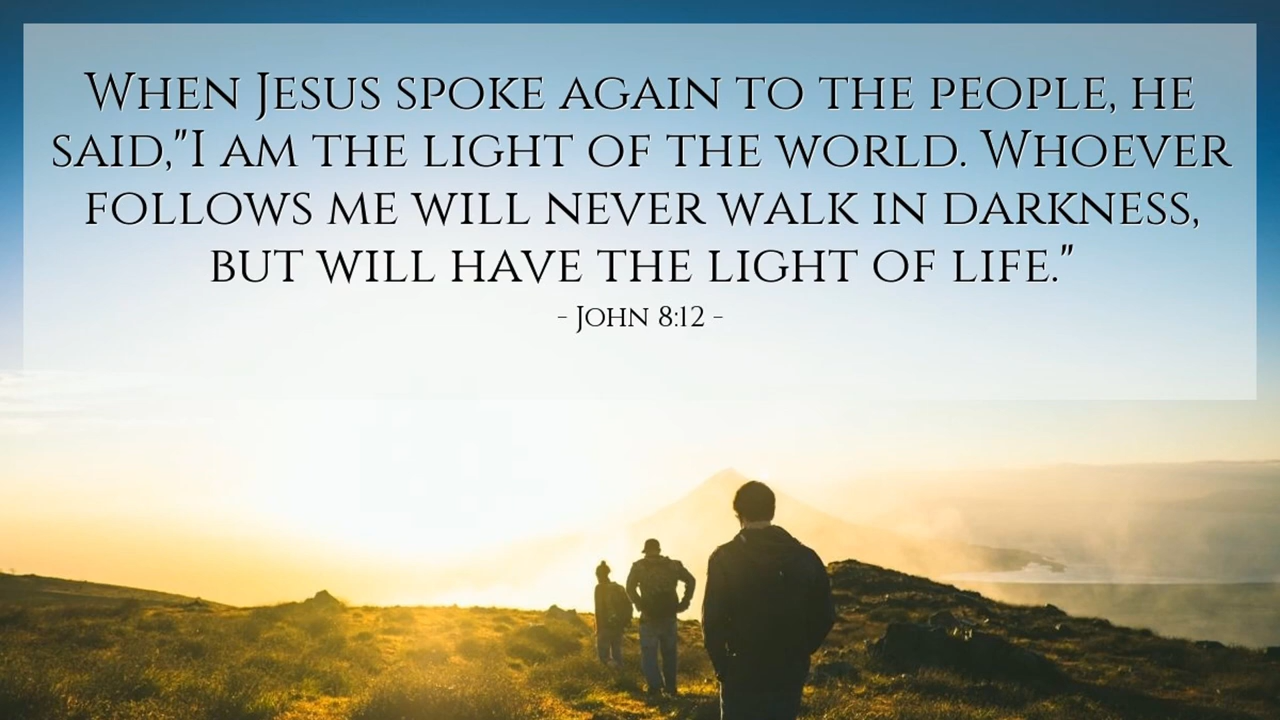 When Jesus spoke again to the people, he
said,"I am the light of the world. Whoever
follows me will never walk in darkness,
but will have the light of life."
- John 8:12 -